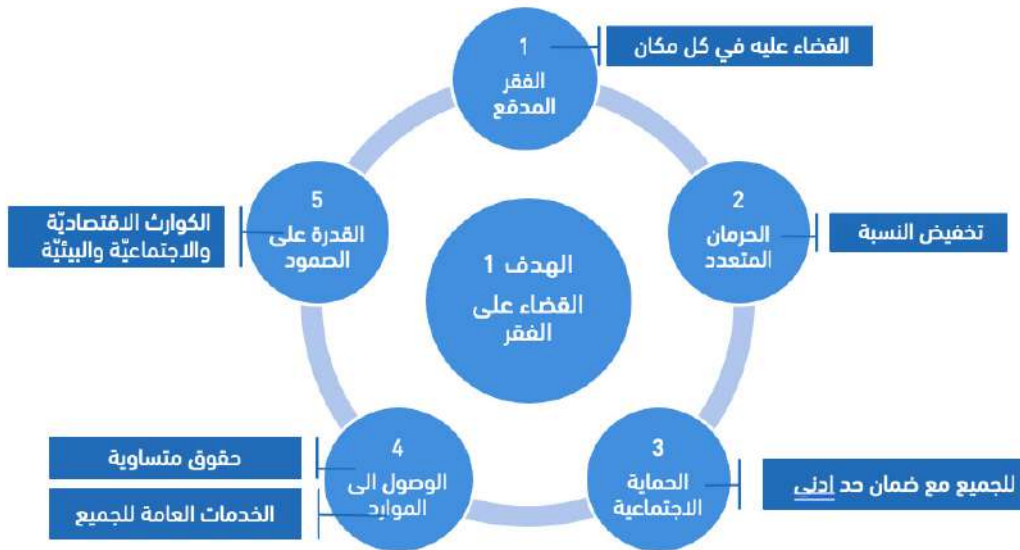 الهدف 1
القضاء على
الفقر
1
الفقر
المدقع
القضاء عليه في كل مكان
2
الحرمان
المتعدد
تخفيض النسبة
3
الحماية
الاجتماعية
للجميع مع ضمان حد ادنى
4
الوصول الى
الموارد
حقوق متساوية
الخدمات العامة للجميع
5
القدرة على
الصمود
الكوارث الاقتصاديّة
والاجتماعيّة والبيئيّة